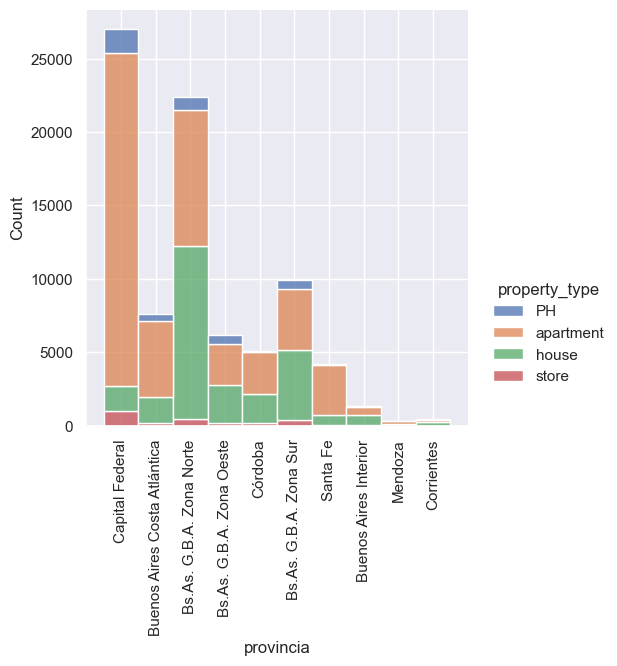 25000
20000
15000
10000
5000
0
Count
Capital Federal
Buenos Aires Costa Atlántica
Bs.As. G.B.A. Zona Norte
Bs.As. G.B.A. Zona Oeste
Córdoba
Bs.As. G.B.A. Zona Sur
Santa Fe
Buenos Aires Interior
Mendoza
Corrientes
provincia
property_type
PH
apartment
house
store